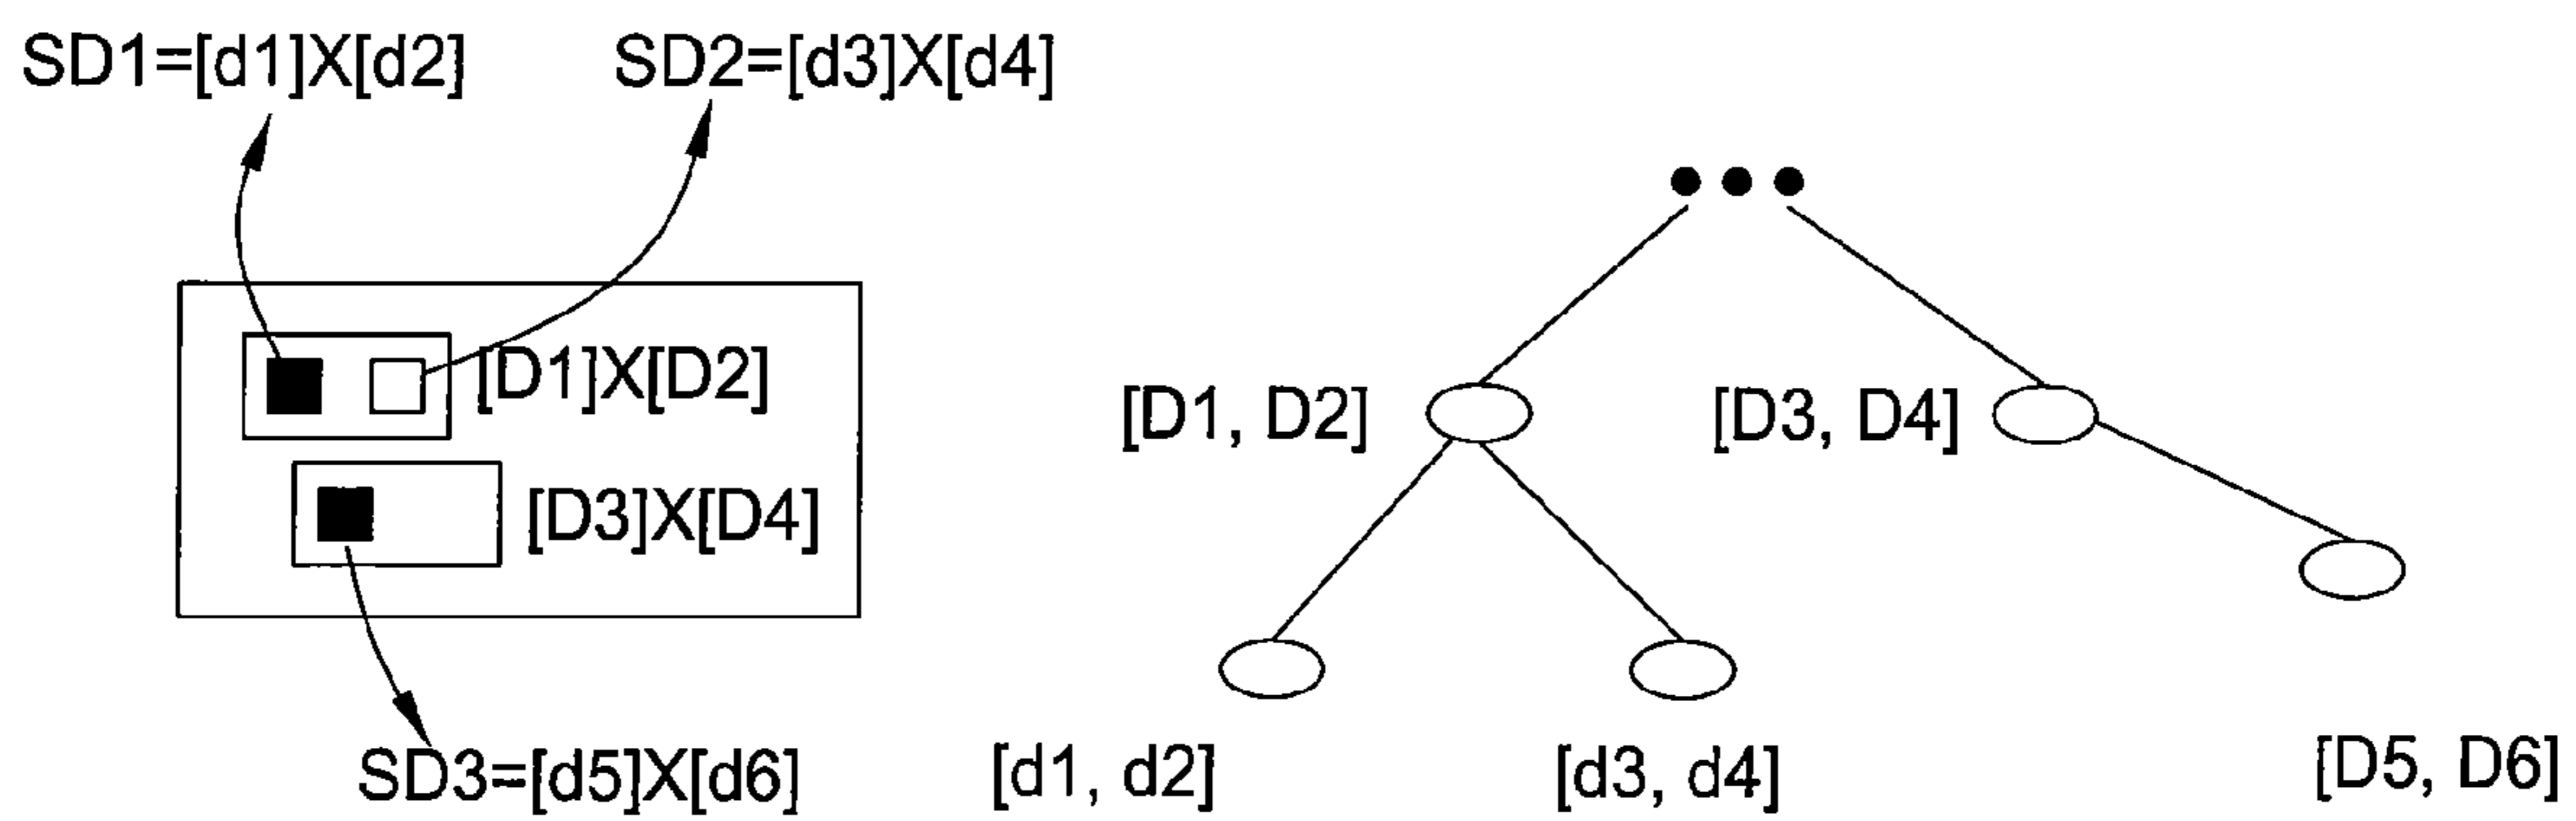 SD1=[d1]X[d2]
SD2=[d3]X[d4]
[D1]X[D2]
[D3]X[D4]
SD3=[d5]X[d6]
[D1, D2]
[D3, D4]
[d1, d2]
[d3, d4]
[D5, D6]